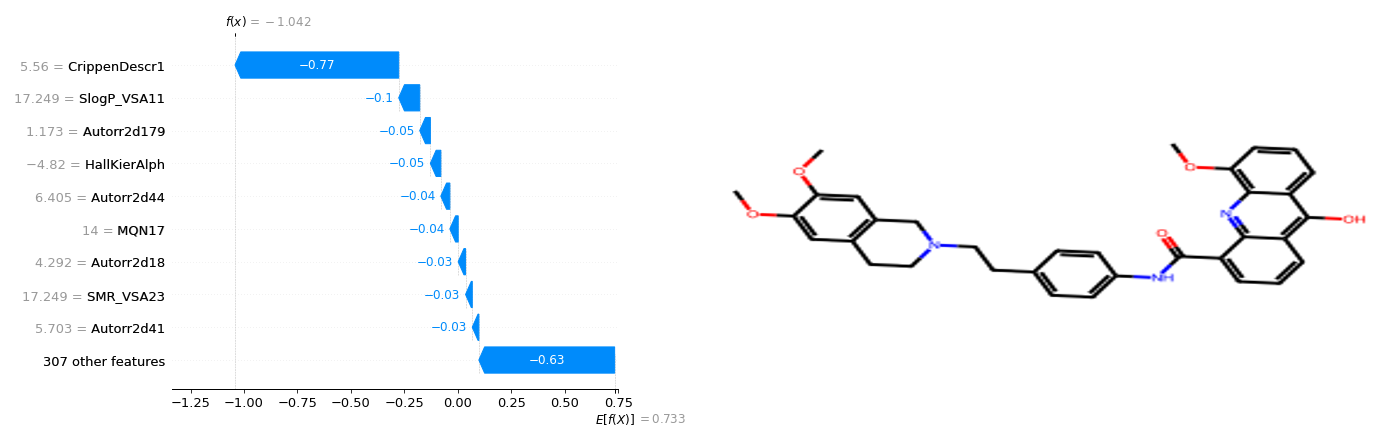 f(x) = −1.042
5.56 = CrippenDescr1
−0.77
17.249 = SlogP_VSA11
−0.1
1.173 = Autorr2d179
−0.05
−4.82 = HallKierAlph
−0.05
6.405 = Autorr2d44
−0.04
14 = MQN17
−0.04
4.292 = Autorr2d18
−0.03
17.249 = SMR_VSA23
−0.03
5.703 = Autorr2d41
−0.03
307 other features
−0.63
−1.25 −1.00 −0.75 −0.50 −0.25 0.00 0.25 0.50 0.75
E[f(X)] = 0.733
O
O
N
O
NH
O
N
OH